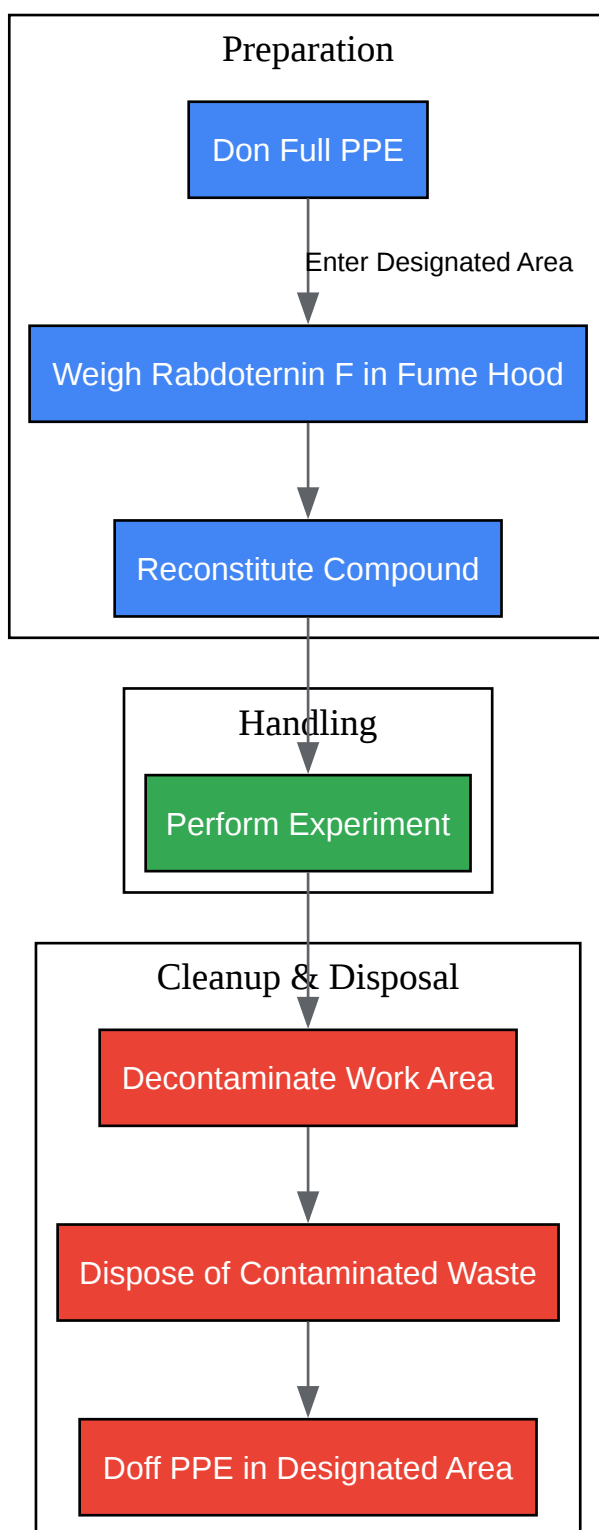 Preparation
Don Full PPE
Enter Designated Area
Weigh Rabdoternin F in Fume Hood
Reconstitute Compound
Handling
Perform Experiment
Cleanup & Disposal
Decontaminate Work Area
Dispose of Contaminated Waste
Doff PPE in Designated Area